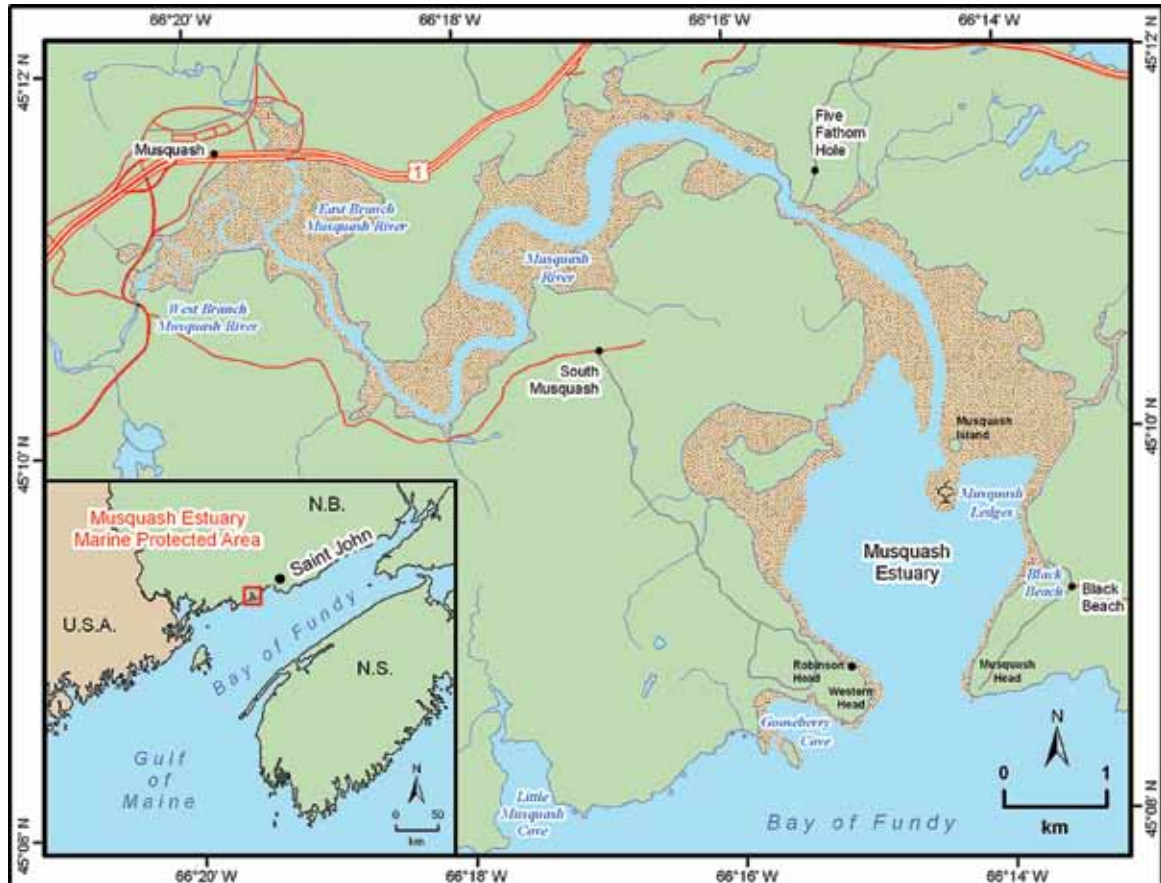 66°20' W
66°18' W
66°16' W
66°14' W
45°12' N
45°12' N
Musquash
1
Five
Fathom
Hole
East Branch
Musquash River
Musquash
River
West Branch
Musquash River
South
Musquash
45°10' N
45°10' N
Musquash
Island
Musquash
Ledges
Musquash
Estuary
Black
Beach
Black
Beach
Robinson
Head
Western
Head
Musquash
Head
Gooseberry
Cove
Little
Musquash
Cove
Bay of Fundy
N
0 1
km
45°08' N
45°06' N
N.B.
Musquash Estuary
Marine Protected Area
Saint John
U.S.A.
Bay of Fundy
N.S.
Gulf
of
Maine
N
0 50
km
66°20' W
66°18' W
66°16' W
66°14' W